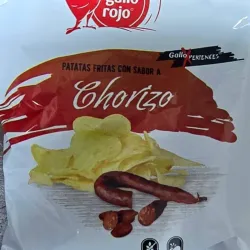 gallo
rojo
Gallo PERTENECES
PATATAS FRITAS CON SABOR A
Chorizo